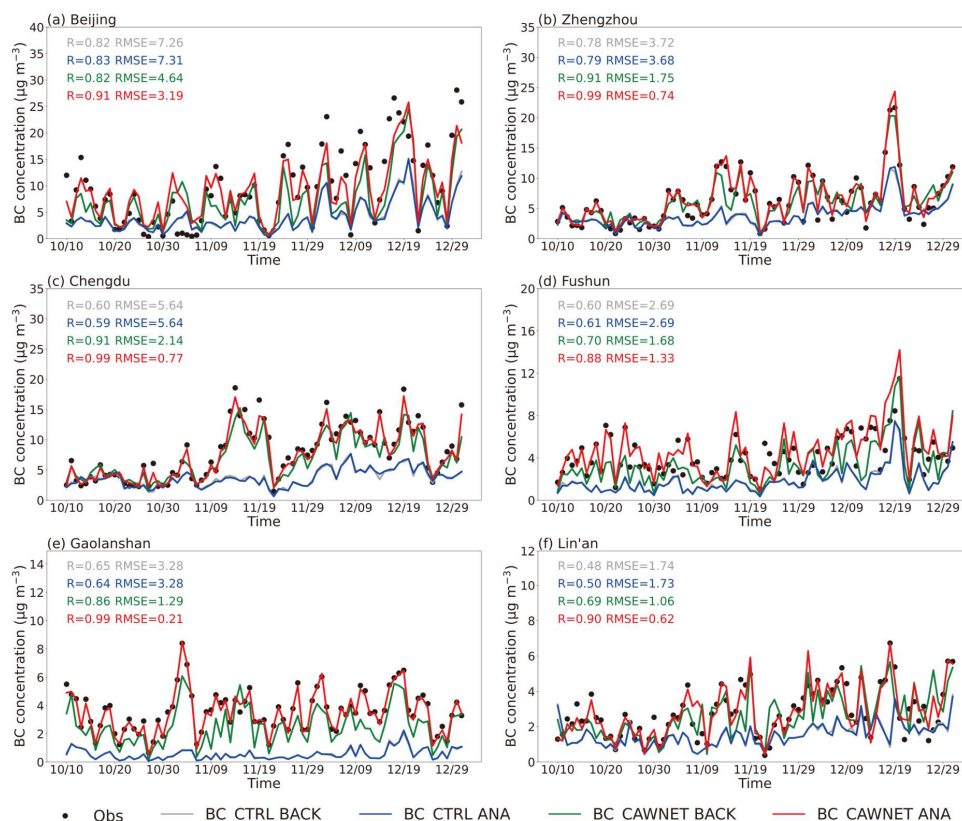 (a) Beijing
BC concentration (μg m⁻³)
40
35
30
25
20
15
10
5
0
R=0.82 RMSE=7.26
R=0.83 RMSE=7.31
R=0.82 RMSE=4.64
R=0.91 RMSE=3.19
10/10 10/20 10/30 11/09 11/19 11/29 12/09 12/19 12/29
Time
(b) Zhengzhou
BC concentration (μg m⁻³)
35
30
25
20
15
10
5
0
R=0.78 RMSE=3.72
R=0.79 RMSE=3.68
R=0.91 RMSE=1.75
R=0.99 RMSE=0.74
10/10 10/20 10/30 11/09 11/19 11/29 12/09 12/19 12/29
Time
(c) Chengdu
BC concentration (μg m⁻³)
35
30
25
20
15
10
5
0
R=0.60 RMSE=5.64
R=0.59 RMSE=5.64
R=0.91 RMSE=2.14
R=0.99 RMSE=0.77
10/10 10/20 10/30 11/09 11/19 11/29 12/09 12/19 12/29
Time
(d) Fushun
BC concentration (μg m⁻³)
20
16
12
8
4
0
R=0.60 RMSE=2.69
R=0.61 RMSE=2.69
R=0.70 RMSE=1.68
R=0.88 RMSE=1.33
10/10 10/20 10/30 11/09 11/19 11/29 12/09 12/19 12/29
Time
(e) Gaolanshan
BC concentration (μg m⁻³)
14
12
10
8
6
4
2
0
R=0.65 RMSE=3.28
R=0.64 RMSE=3.28
R=0.86 RMSE=1.29
R=0.99 RMSE=0.21
10/10 10/20 10/30 11/09 11/19 11/29 12/09 12/19 12/29
Time
(f) Lin'an
BC concentration (μg m⁻³)
12
10
8
6
4
2
0
R=0.48 RMSE=1.74
R=0.50 RMSE=1.73
R=0.69 RMSE=1.06
R=0.90 RMSE=0.62
10/10 10/20 10/30 11/09 11/19 11/29 12/09 12/19 12/29
Time
Obs BC CTRL BACK BC CTRL ANA BC CAWNET BACK BC CAWNET ANA